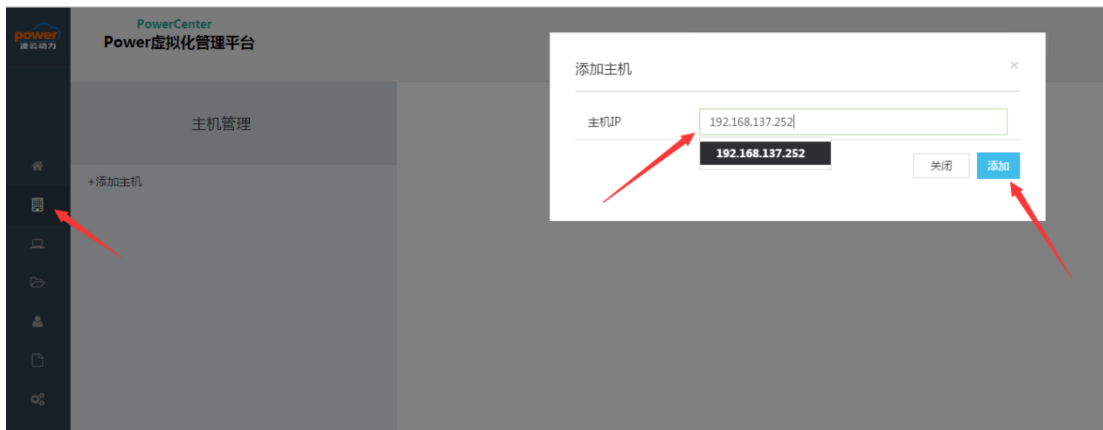 power
凌云动力
PowerCenter
Power虚拟化管理平台
主机管理
+添加主机
添加主机
×
主机IP
192.168.137.252
192.168.137.252
关闭
添加